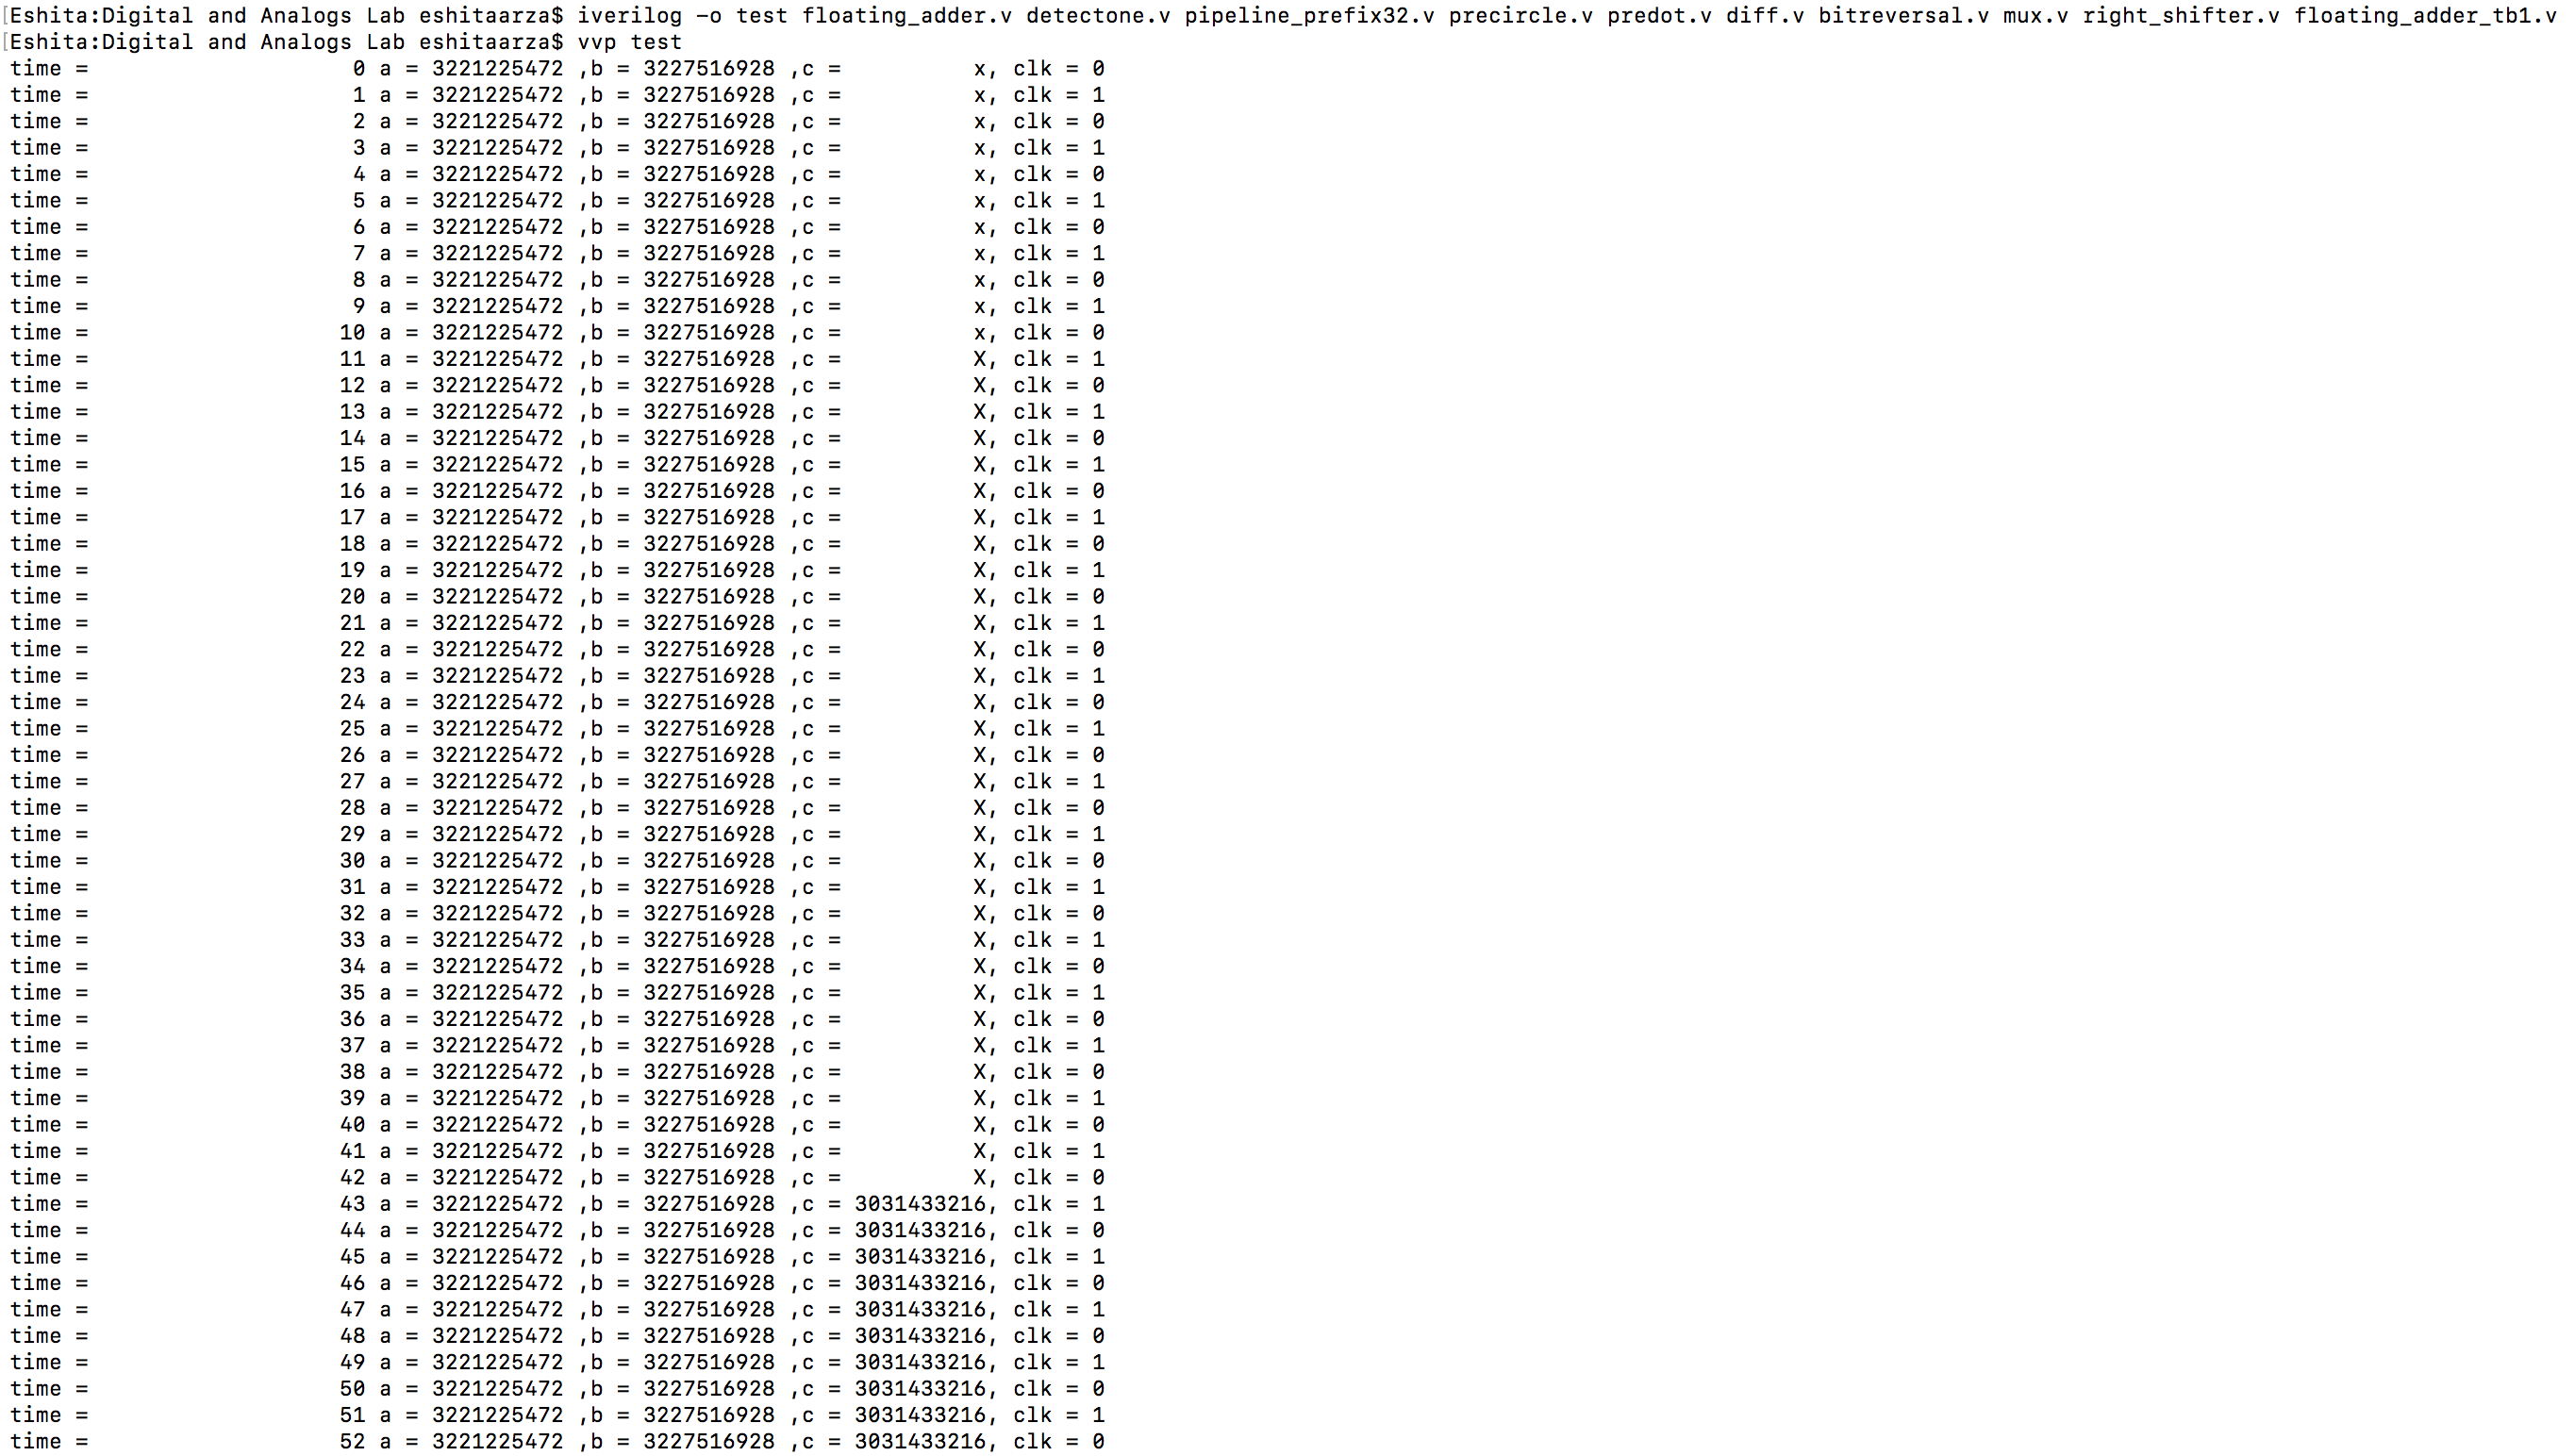 [Eshita:Digital and Analogs Lab eshitaarza$ iverilog -o test floating_adder.v detectone.v pipeline_prefix32.v precircle.v predot.v diff.v bitreversal.v mux.v right_shifter.v floating_adder_tb1.v
[Eshita:Digital and Analogs Lab eshitaarza$ vvp test
time =                    0 a = 3221225472 ,b = 3227516928 ,c =          x, clk = 0
time =                    1 a = 3221225472 ,b = 3227516928 ,c =          x, clk = 1
time =                    2 a = 3221225472 ,b = 3227516928 ,c =          x, clk = 0
time =                    3 a = 3221225472 ,b = 3227516928 ,c =          x, clk = 1
time =                    4 a = 3221225472 ,b = 3227516928 ,c =          x, clk = 0
time =                    5 a = 3221225472 ,b = 3227516928 ,c =          x, clk = 1
time =                    6 a = 3221225472 ,b = 3227516928 ,c =          x, clk = 0
time =                    7 a = 3221225472 ,b = 3227516928 ,c =          x, clk = 1
time =                    8 a = 3221225472 ,b = 3227516928 ,c =          x, clk = 0
time =                    9 a = 3221225472 ,b = 3227516928 ,c =          x, clk = 1
time =                   10 a = 3221225472 ,b = 3227516928 ,c =          x, clk = 0
time =                   11 a = 3221225472 ,b = 3227516928 ,c =          X, clk = 1
time =                   12 a = 3221225472 ,b = 3227516928 ,c =          X, clk = 0
time =                   13 a = 3221225472 ,b = 3227516928 ,c =          X, clk = 1
time =                   14 a = 3221225472 ,b = 3227516928 ,c =          X, clk = 0
time =                   15 a = 3221225472 ,b = 3227516928 ,c =          X, clk = 1
time =                   16 a = 3221225472 ,b = 3227516928 ,c =          X, clk = 0
time =                   17 a = 3221225472 ,b = 3227516928 ,c =          X, clk = 1
time =                   18 a = 3221225472 ,b = 3227516928 ,c =          X, clk = 0
time =                   19 a = 3221225472 ,b = 3227516928 ,c =          X, clk = 1
time =                   20 a = 3221225472 ,b = 3227516928 ,c =          X, clk = 0
time =                   21 a = 3221225472 ,b = 3227516928 ,c =          X, clk = 1
time =                   22 a = 3221225472 ,b = 3227516928 ,c =          X, clk = 0
time =                   23 a = 3221225472 ,b = 3227516928 ,c =          X, clk = 1
time =                   24 a = 3221225472 ,b = 3227516928 ,c =          X, clk = 0
time =                   25 a = 3221225472 ,b = 3227516928 ,c =          X, clk = 1
time =                   26 a = 3221225472 ,b = 3227516928 ,c =          X, clk = 0
time =                   27 a = 3221225472 ,b = 3227516928 ,c =          X, clk = 1
time =                   28 a = 3221225472 ,b = 3227516928 ,c =          X, clk = 0
time =                   29 a = 3221225472 ,b = 3227516928 ,c =          X, clk = 1
time =                   30 a = 3221225472 ,b = 3227516928 ,c =          X, clk = 0
time =                   31 a = 3221225472 ,b = 3227516928 ,c =          X, clk = 1
time =                   32 a = 3221225472 ,b = 3227516928 ,c =          X, clk = 0
time =                   33 a = 3221225472 ,b = 3227516928 ,c =          X, clk = 1
time =                   34 a = 3221225472 ,b = 3227516928 ,c =          X, clk = 0
time =                   35 a = 3221225472 ,b = 3227516928 ,c =          X, clk = 1
time =                   36 a = 3221225472 ,b = 3227516928 ,c =          X, clk = 0
time =                   37 a = 3221225472 ,b = 3227516928 ,c =          X, clk = 1
time =                   38 a = 3221225472 ,b = 3227516928 ,c =          X, clk = 0
time =                   39 a = 3221225472 ,b = 3227516928 ,c =          X, clk = 1
time =                   40 a = 3221225472 ,b = 3227516928 ,c =          X, clk = 0
time =                   41 a = 3221225472 ,b = 3227516928 ,c =          X, clk = 1
time =                   42 a = 3221225472 ,b = 3227516928 ,c =          X, clk = 0
time =                   43 a = 3221225472 ,b = 3227516928 ,c = 3031433216, clk = 1
time =                   44 a = 3221225472 ,b = 3227516928 ,c = 3031433216, clk = 0
time =                   45 a = 3221225472 ,b = 3227516928 ,c = 3031433216, clk = 1
time =                   46 a = 3221225472 ,b = 3227516928 ,c = 3031433216, clk = 0
time =                   47 a = 3221225472 ,b = 3227516928 ,c = 3031433216, clk = 1
time =                   48 a = 3221225472 ,b = 3227516928 ,c = 3031433216, clk = 0
time =                   49 a = 3221225472 ,b = 3227516928 ,c = 3031433216, clk = 1
time =                   50 a = 3221225472 ,b = 3227516928 ,c = 3031433216, clk = 0
time =                   51 a = 3221225472 ,b = 3227516928 ,c = 3031433216, clk = 1
time =                   52 a = 3221225472 ,b = 3227516928 ,c = 3031433216, clk = 0